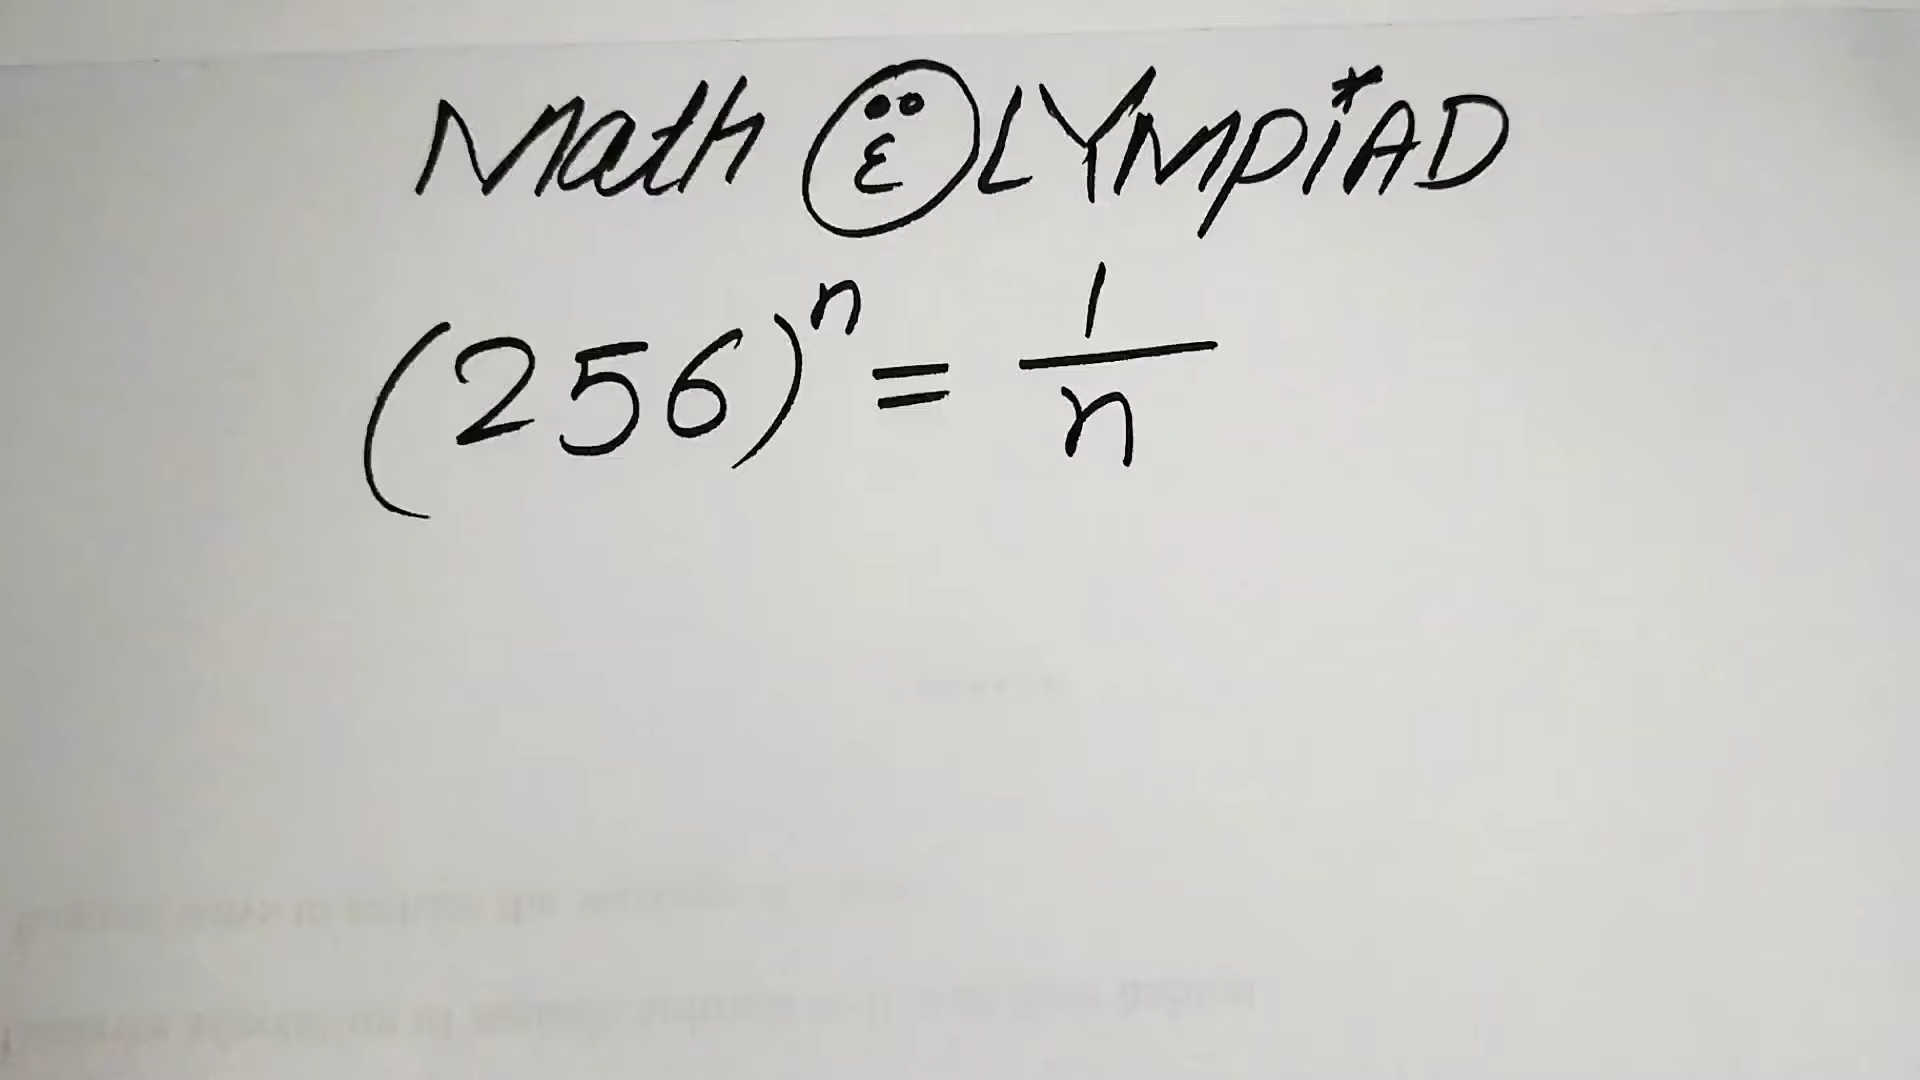 Math OLYMPiAD
(256)^n = 1/n